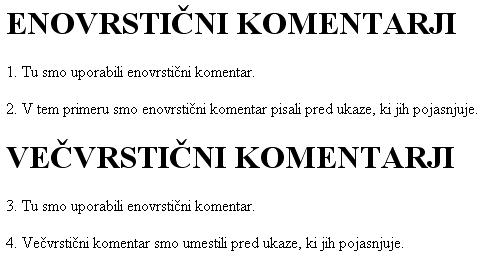 ENOVRSTIČNI KOMENTARJI
1. Tu smo uporabili enovrstični komentar.
2. V tem primeru smo enovrstični komentar pisali pred ukaze, ki jih pojasnjuje.
VEČVRSTIČNI KOMENTARJI
3. Tu smo uporabili enovrstični komentar.
4. Večvrstični komentar smo umestili pred ukaze, ki jih pojasnjuje.